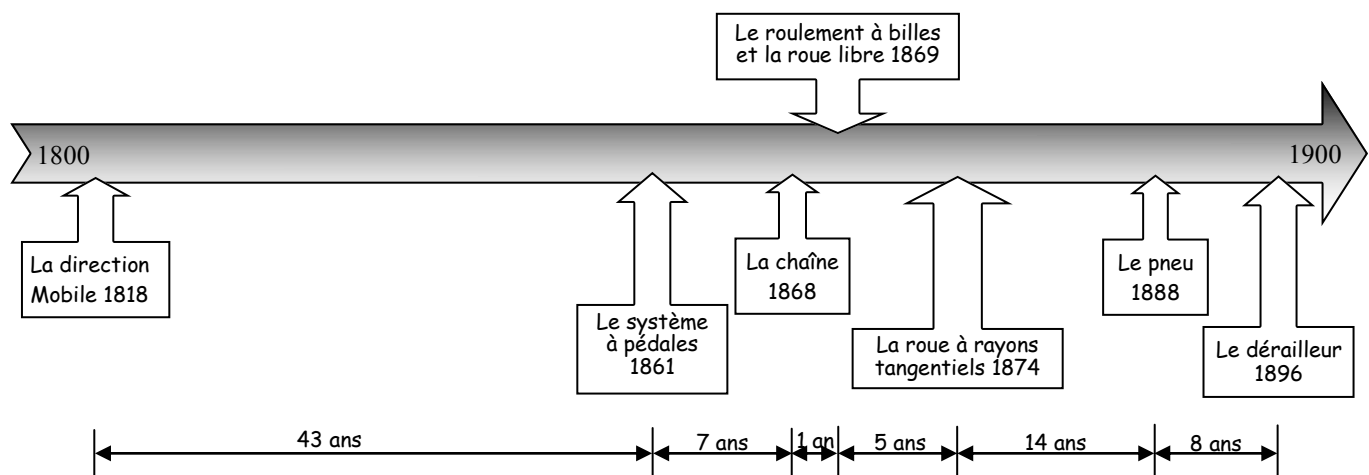 Le roulement à billes
et la roue libre 1869
1800
1900
La direction
Mobile 1818
Le système
à pédales
1861
La chaîne
1868
La roue à rayons
tangentiels 1874
Le pneu
1888
Le dérailleur
1896
43 ans
7 ans
1 an
5 ans
14 ans
8 ans